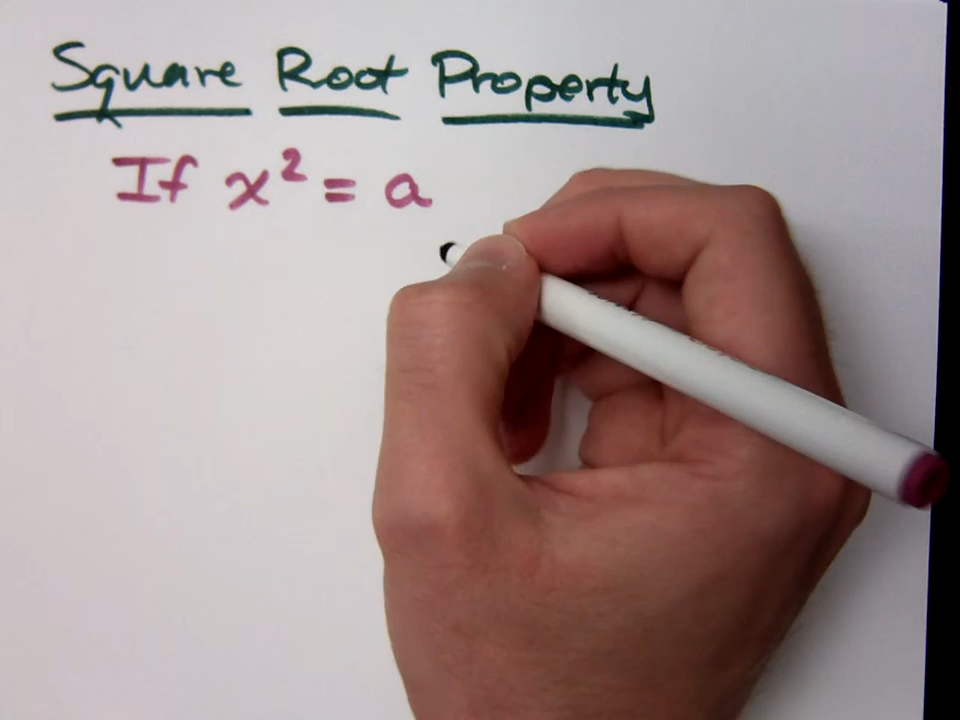 Square Root Property
If x² = a